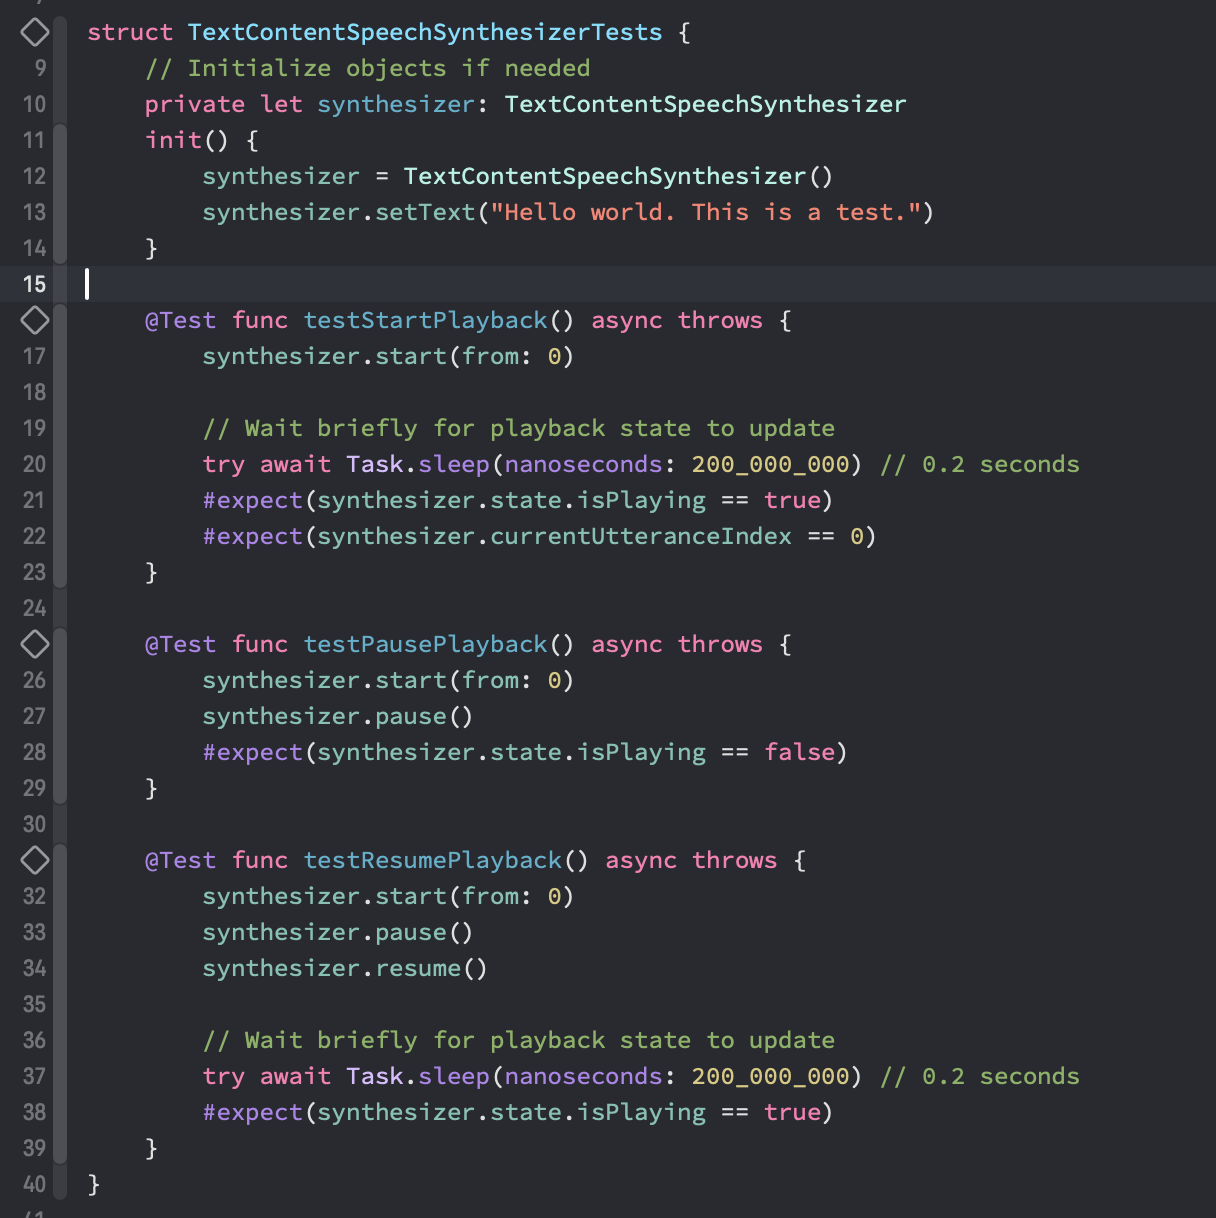 struct TextContentSpeechSynthesizerTests {
9     // Initialize objects if needed
10     private let synthesizer: TextContentSpeechSynthesizer
11     init() {
12         synthesizer = TextContentSpeechSynthesizer()
13         synthesizer.setText("Hello world. This is a test.")
14     }
15
    @Test func testStartPlayback() async throws {
17         synthesizer.start(from: 0)
18
19         // Wait briefly for playback state to update
20         try await Task.sleep(nanoseconds: 200_000_000) // 0.2 seconds
21         #expect(synthesizer.state.isPlaying == true)
22         #expect(synthesizer.currentUtteranceIndex == 0)
23     }
24
    @Test func testPausePlayback() async throws {
26         synthesizer.start(from: 0)
27         synthesizer.pause()
28         #expect(synthesizer.state.isPlaying == false)
29     }
30
    @Test func testResumePlayback() async throws {
32         synthesizer.start(from: 0)
33         synthesizer.pause()
34         synthesizer.resume()
35
36         // Wait briefly for playback state to update
37         try await Task.sleep(nanoseconds: 200_000_000) // 0.2 seconds
38         #expect(synthesizer.state.isPlaying == true)
39     }
40 }